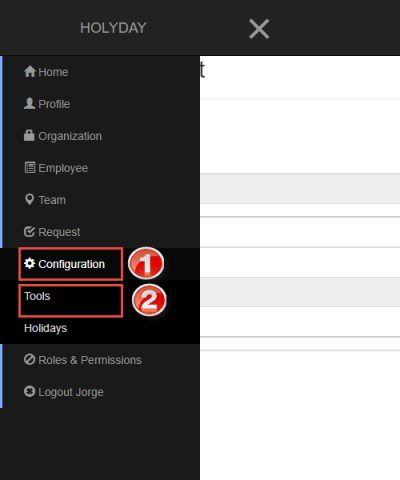 HOLYDAY
t
Home
Profile
Organization
Employee
Team
Request
Configuration
1
Tools
2
Holidays
Roles & Permissions
Logout Jorge